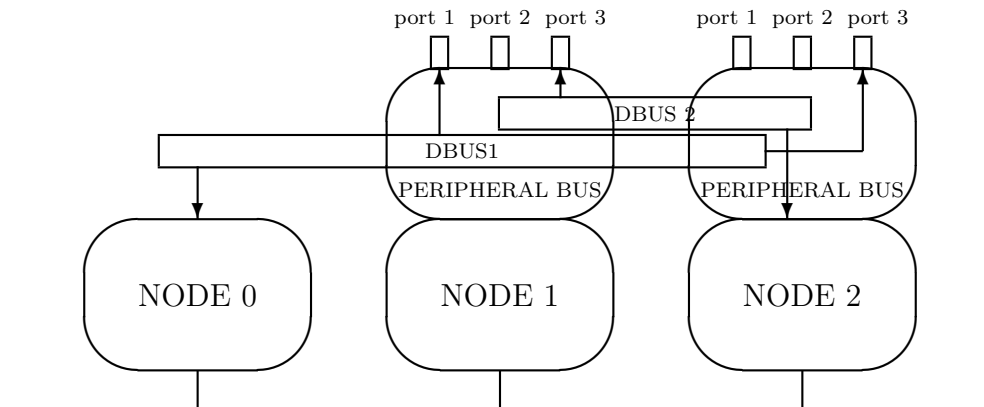 port 1 port 2 port 3 port 1 port 2 port 3
DBUS 2
DBUS1
PERIPHERAL BUS PERIPHERAL BUS
NODE 0 NODE 1 NODE 2